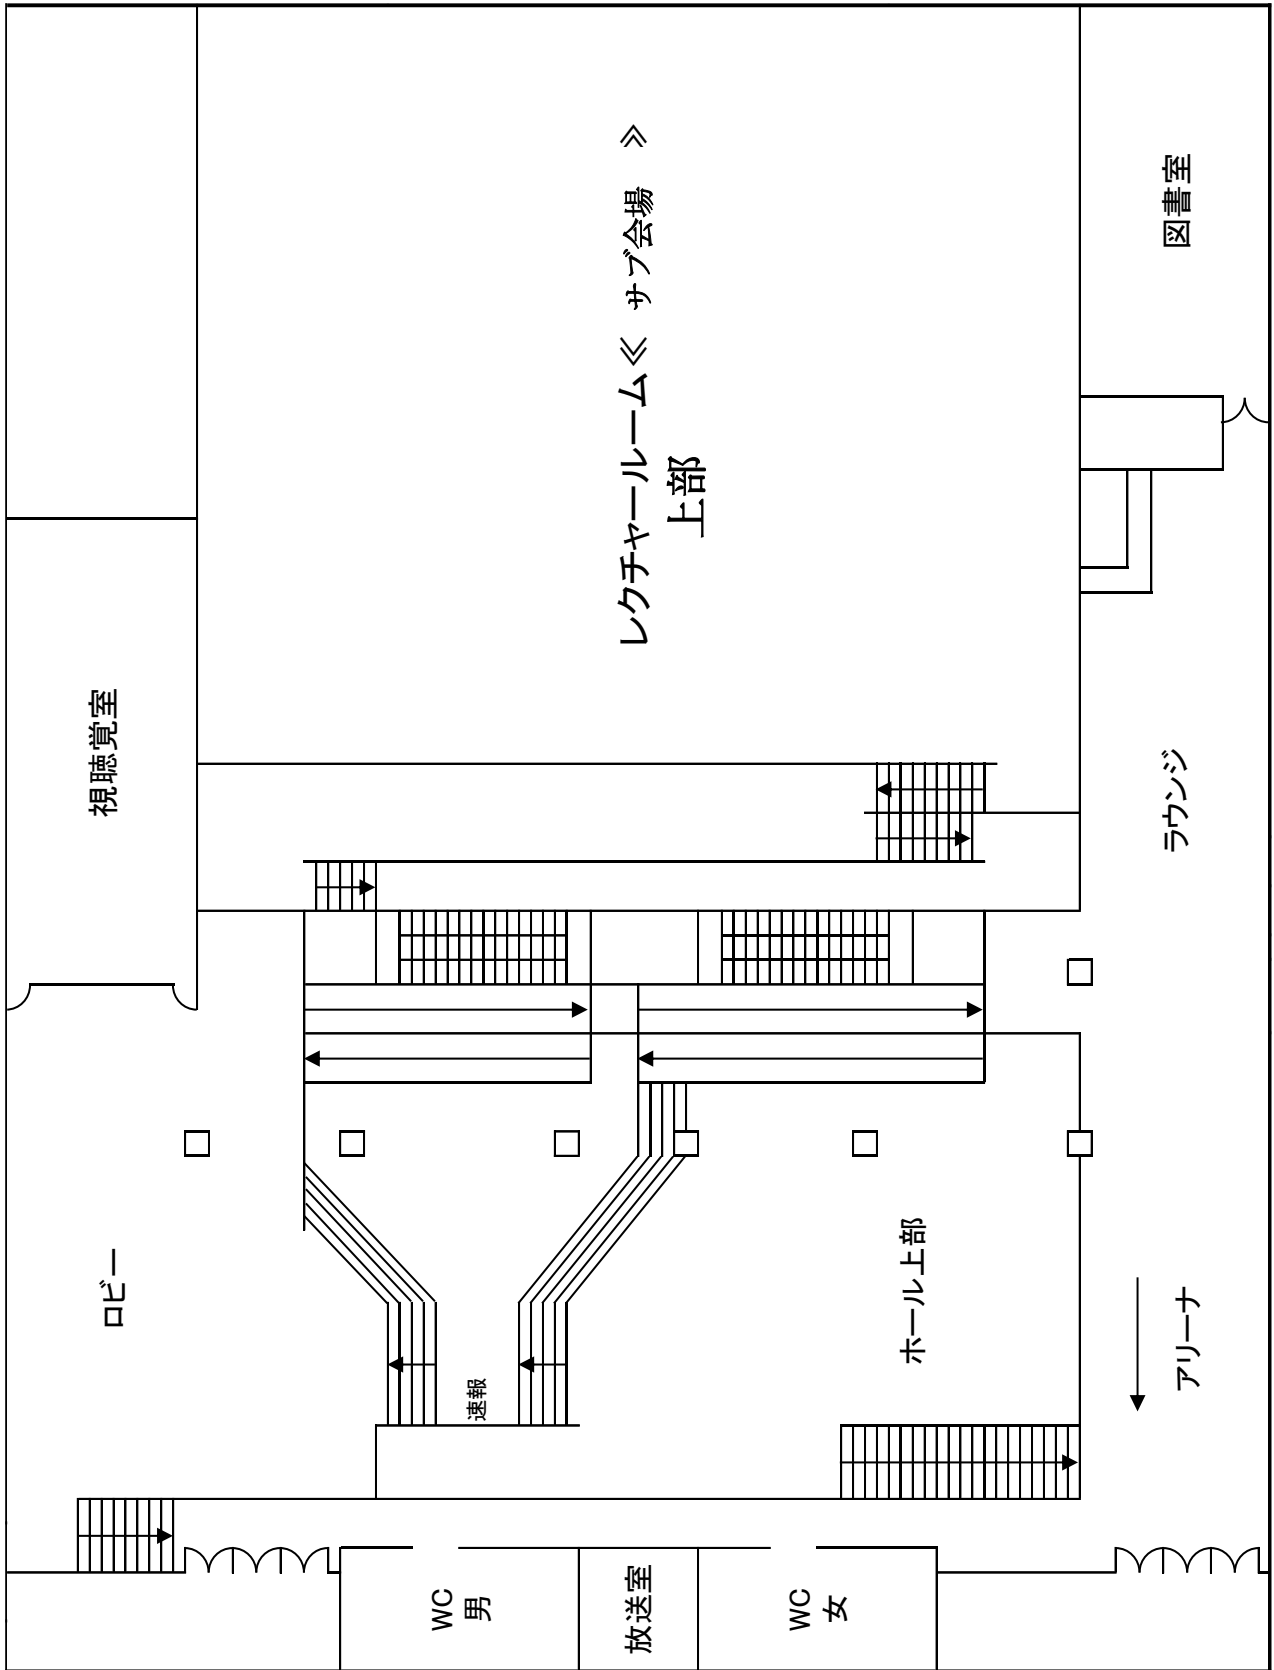 視聴覚室
ロビー
レクチャールーム≪ サブ会場 ≫
上部
図書室
ラウンジ
速報
ホール上部
アリーナ
WC
男
放送室
WC
女